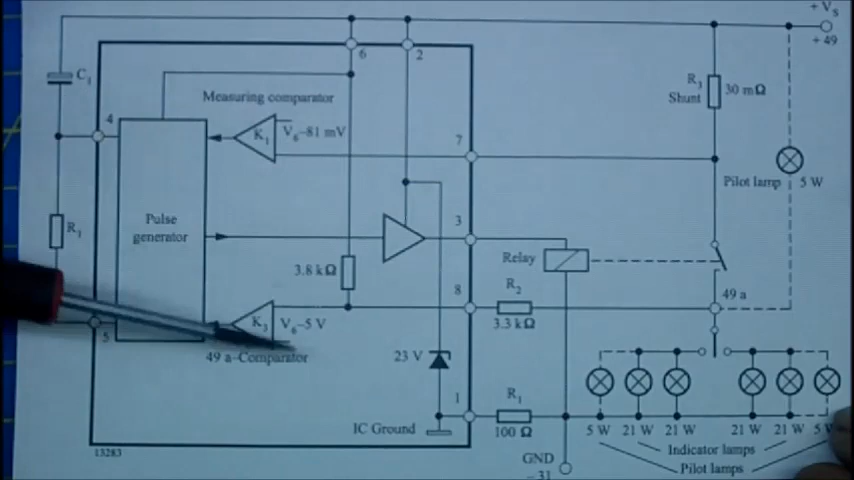 + Vs
+ 49
6
2
C1
R3
Shunt
30 mΩ
4
Measuring comparator
K1
V6–81 mV
7
Pilot lamp
5 W
R1
Pulse
generator
3
Relay
3.8 kΩ
8
R2
49 a
3.3 kΩ
K3
V6–5 V
5
49 a–Comparator
23 V
1
R1
IC Ground
100 Ω
5 W
21 W
21 W
21 W
21 W
5 W
Indicator lamps
Pilot lamps
13283
GND
–31